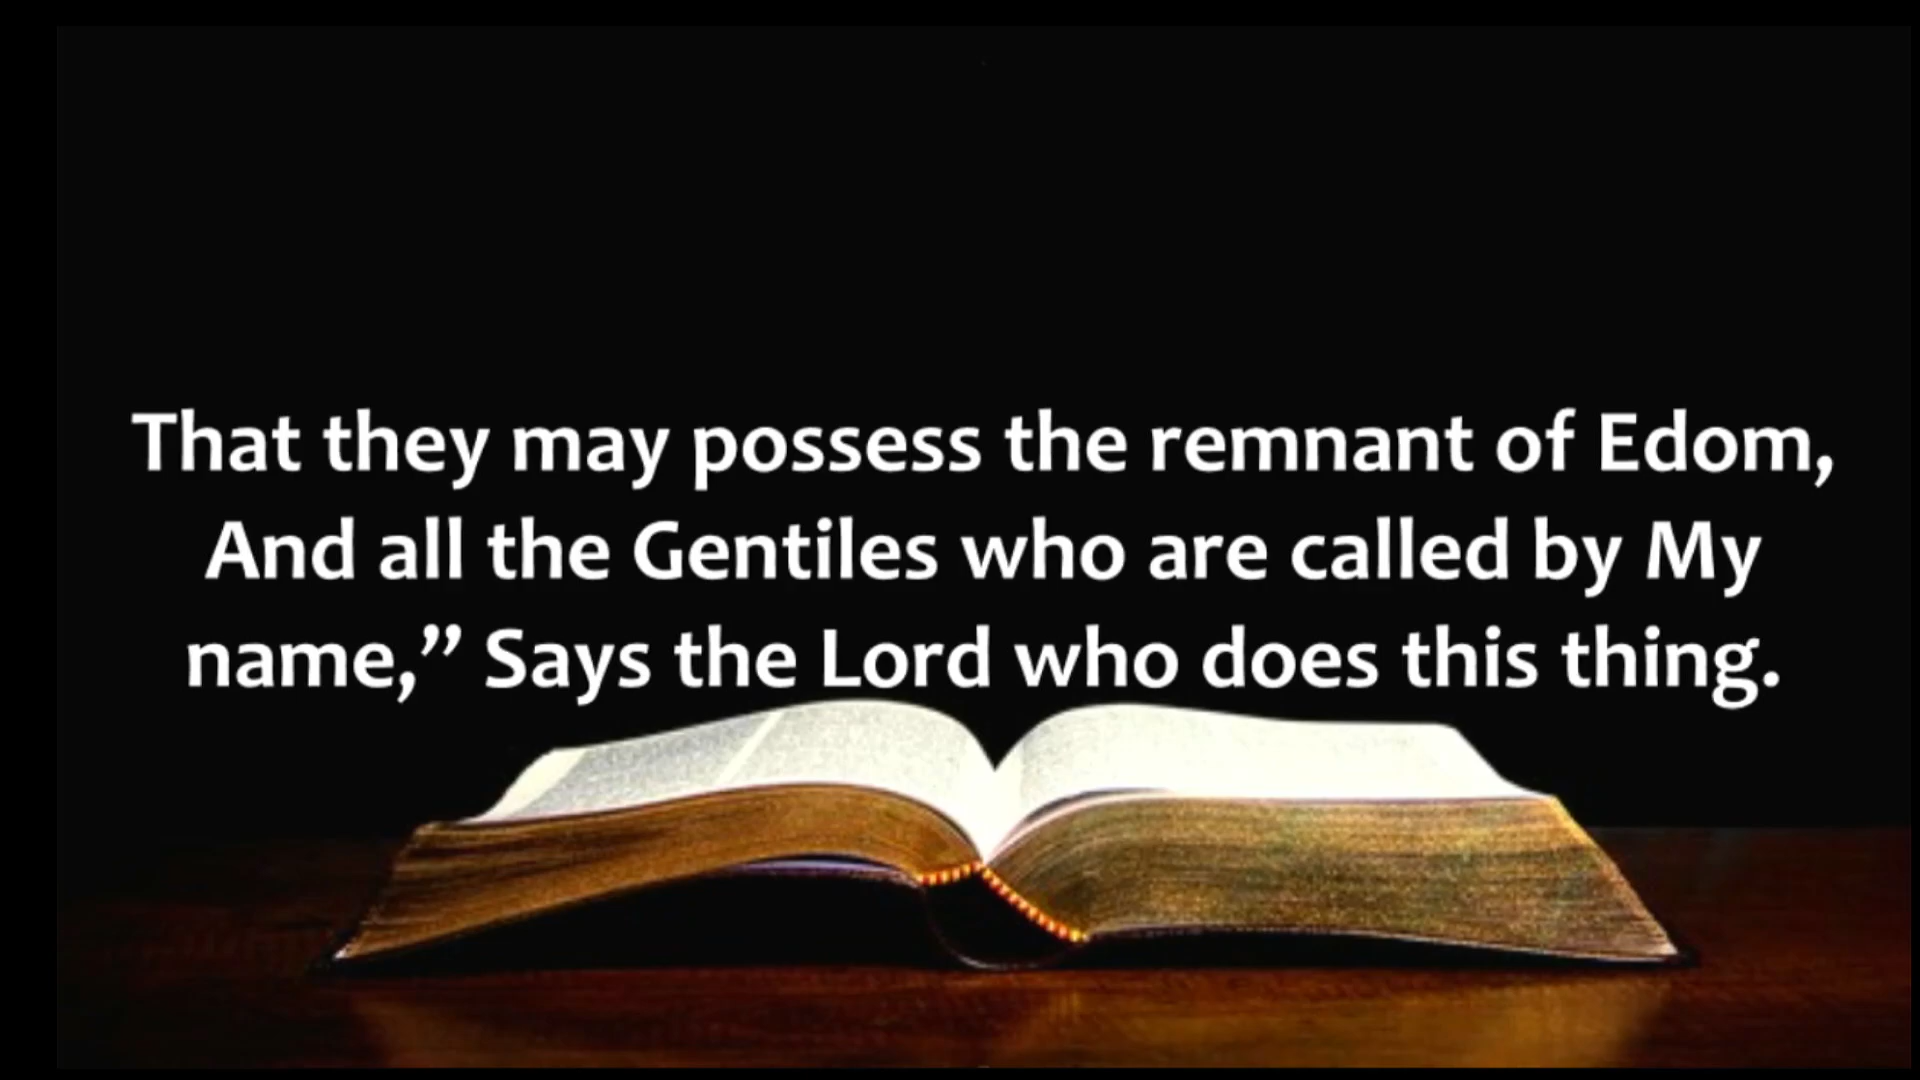 That they may possess the remnant of Edom,
And all the Gentiles who are called by My
name,” Says the Lord who does this thing.